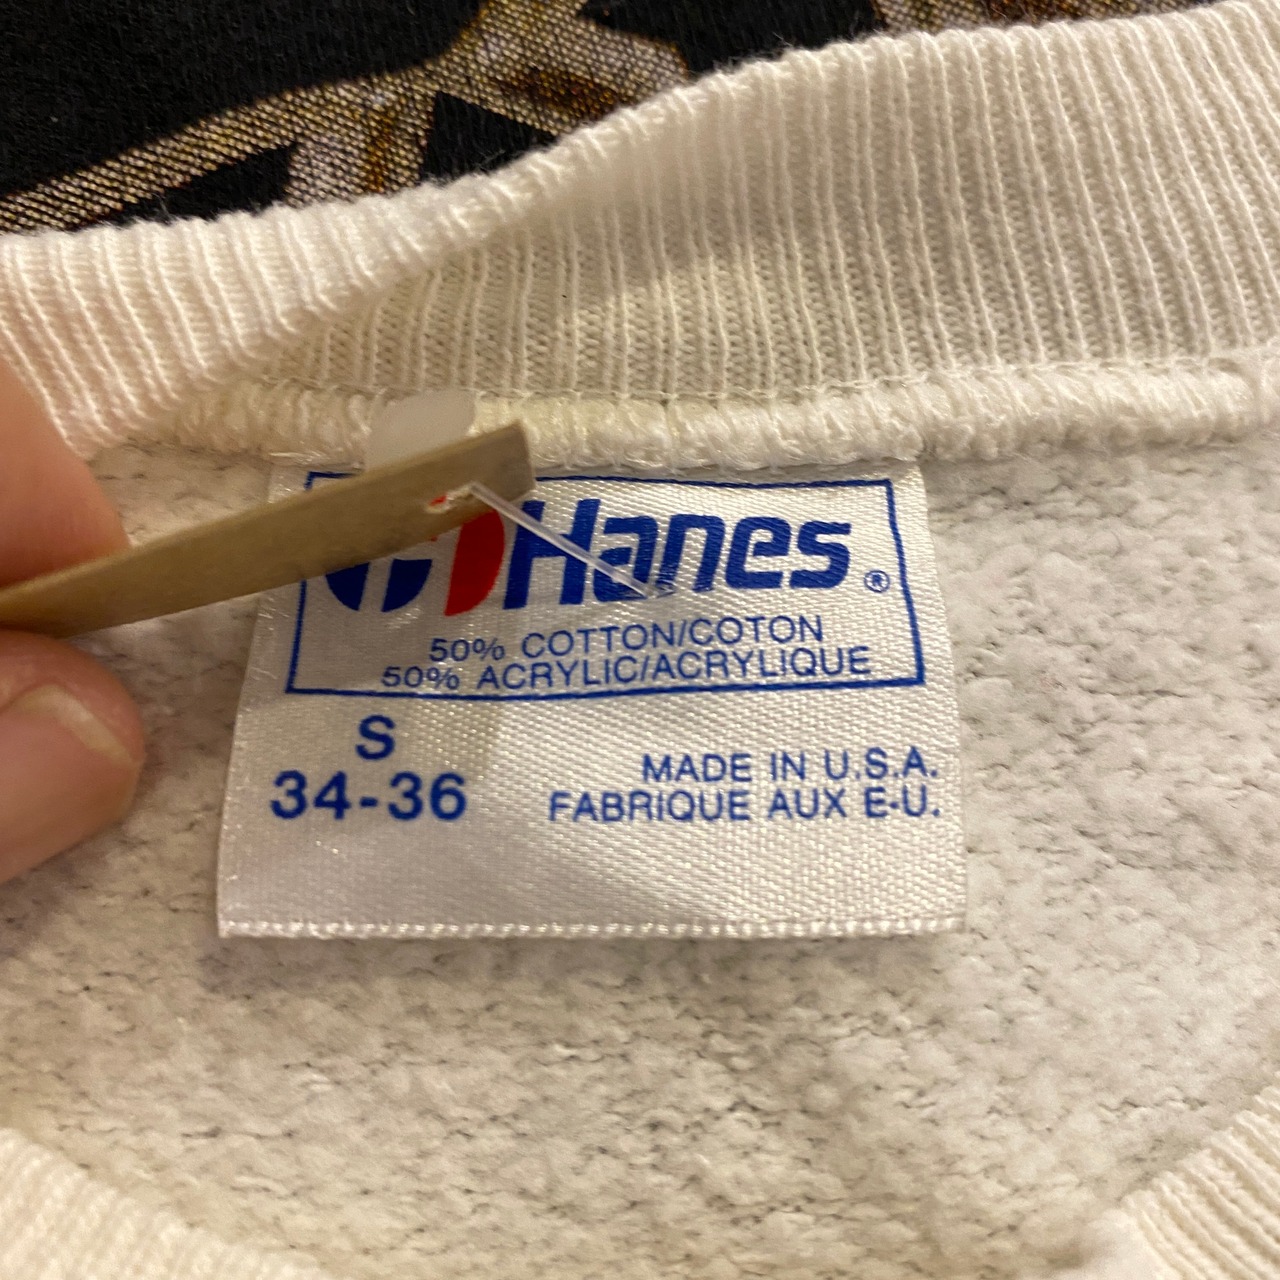 Hanes®
50% COTTON/COTON
50% ACRYLIC/ACRYLIQUE
S
34-36
MADE IN U.S.A.
FABRIQUE AUX E-U.